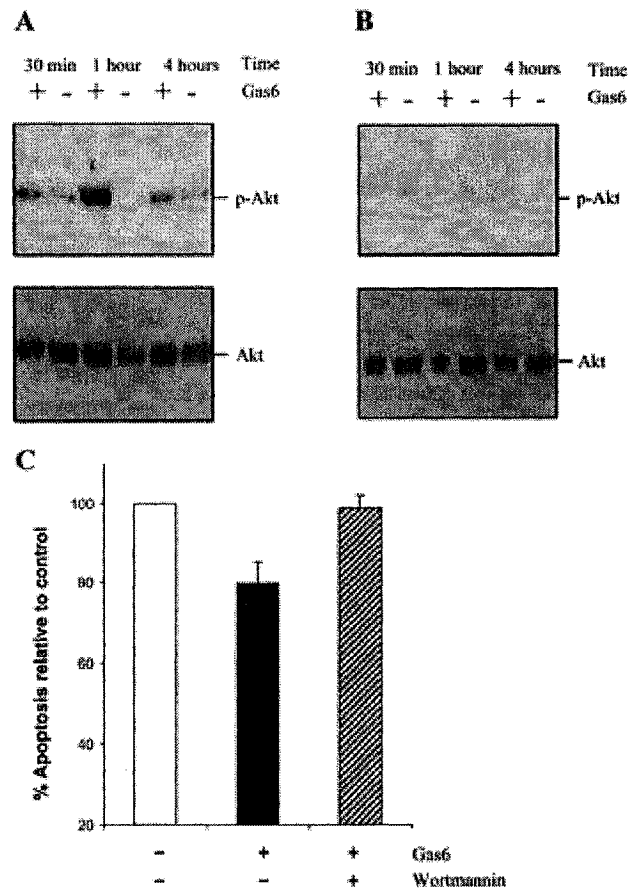 A
30 min 1 hour 4 hours Time
+ - + - + - Gas6
p-Akt
Akt
B
30 min 1 hour 4 hours Time
+ - + - + - Gas6
p-Akt
Akt
C
% Apoptosis relative to control
100
80
60
40
20
- + + Gas6
- - + Wortmannin